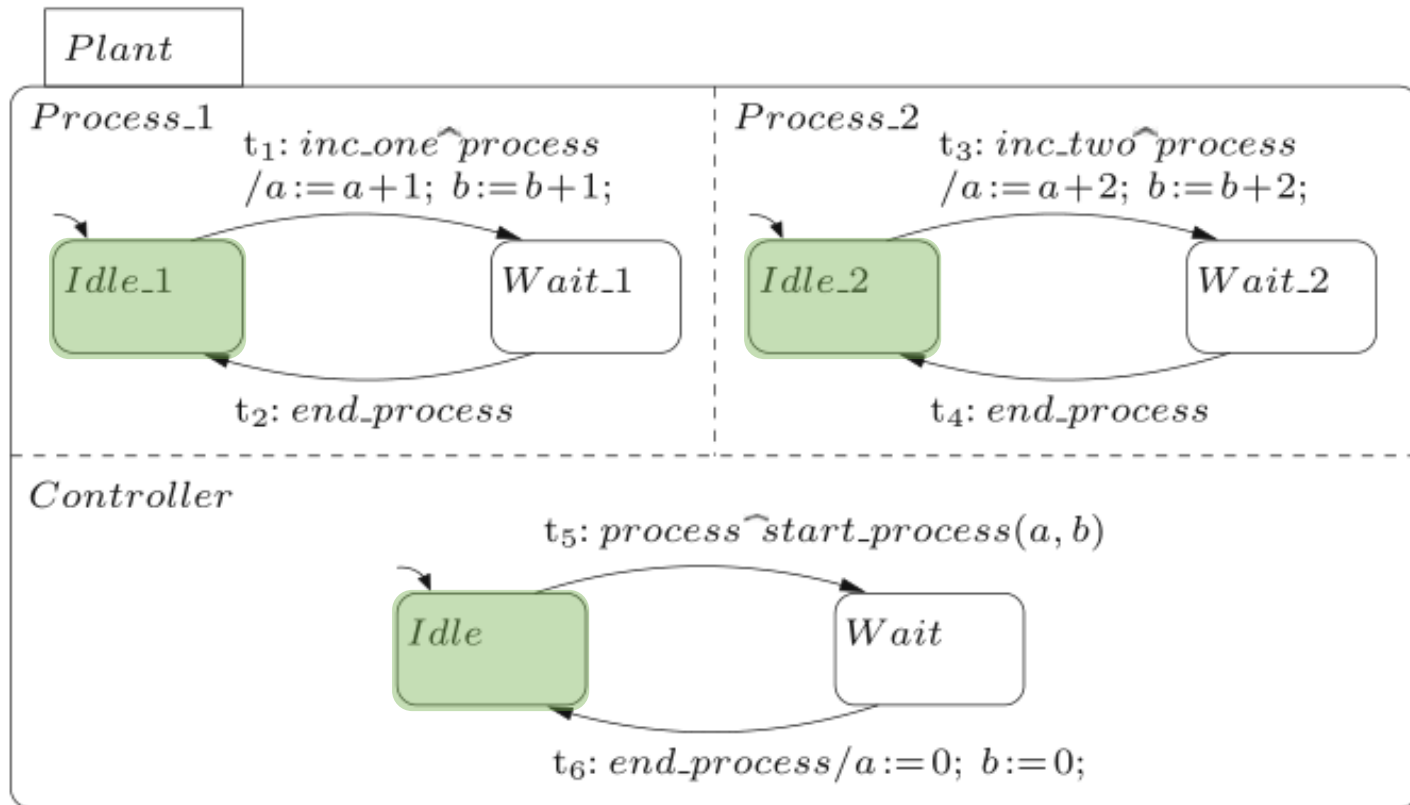 Plant
Process_1
t₁: inc_one^process
/a:=a+1; b:=b+1;
Idle_1
Wait_1
t₂: end_process
Process_2
t₃: inc_two^process
/a:=a+2; b:=b+2;
Idle_2
Wait_2
t₄: end_process
Controller
t₅: process^start_process(a, b)
Idle
Wait
t₆: end_process/a:=0; b:=0;